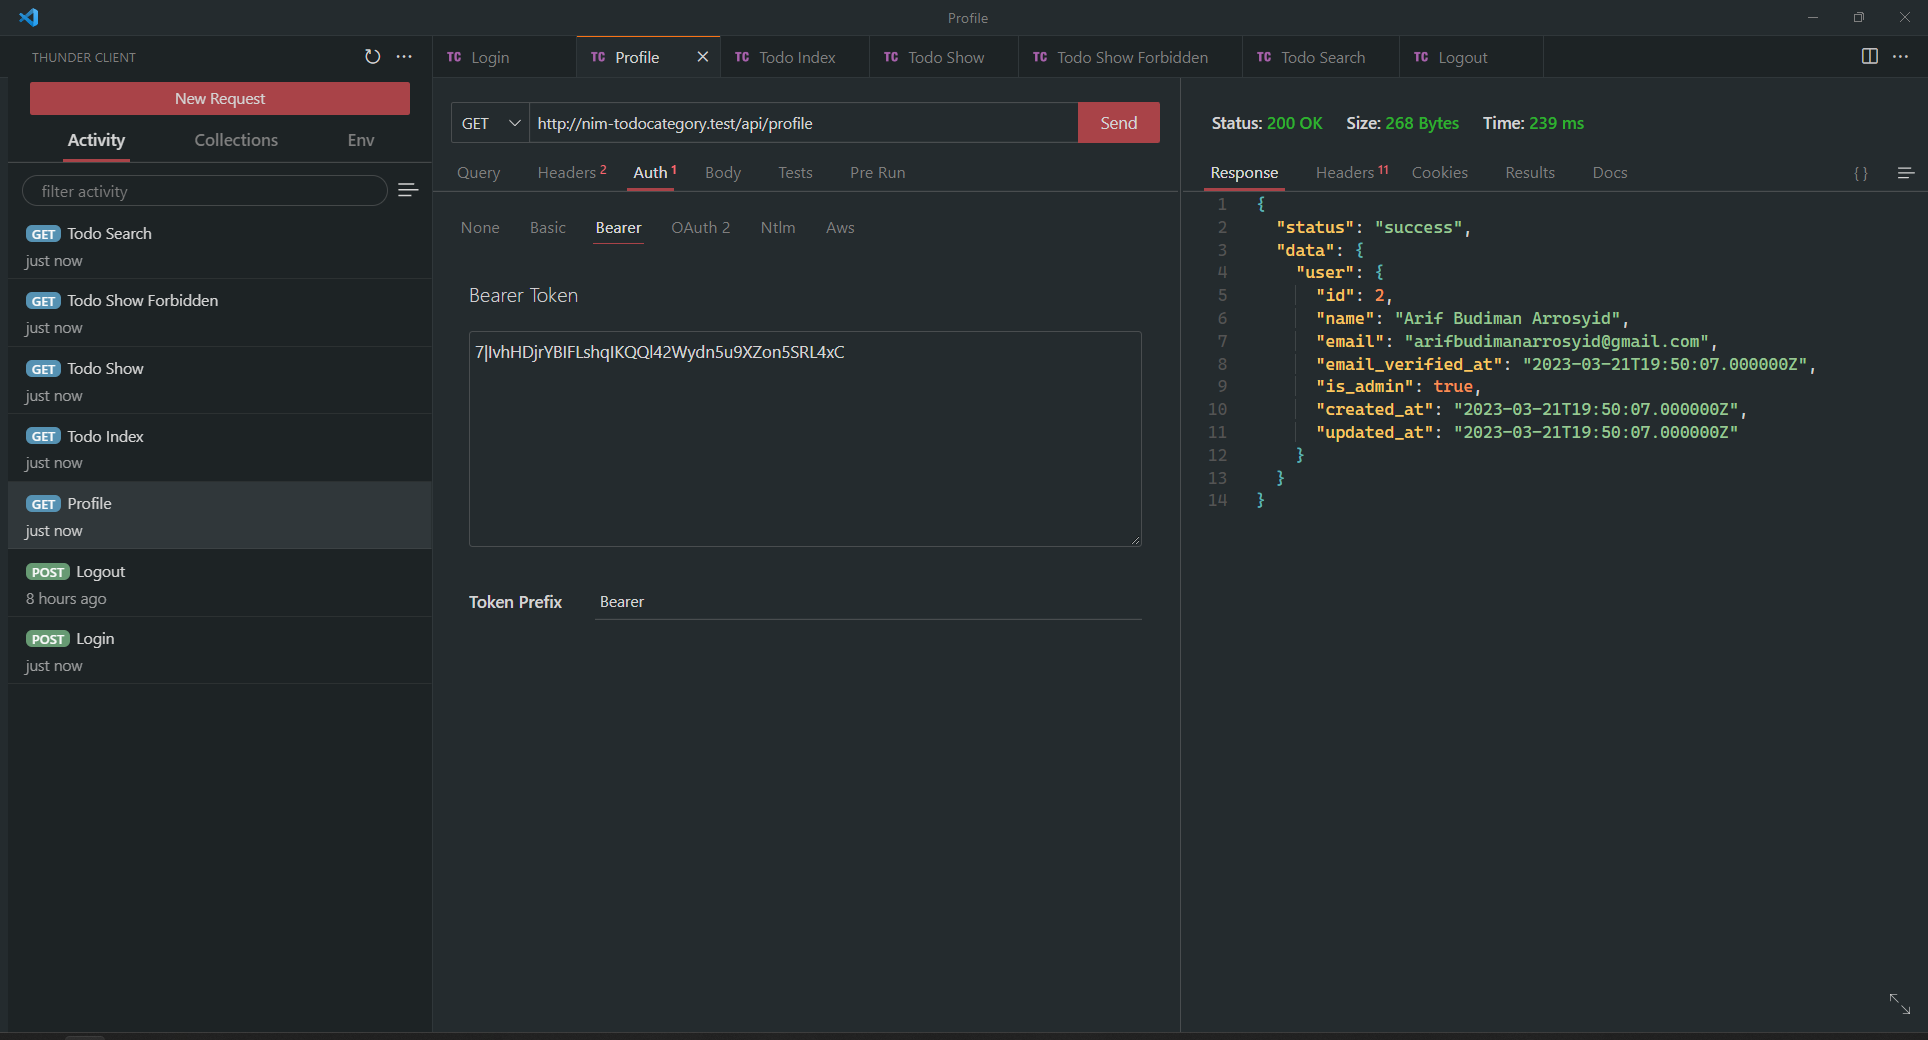 Profile
THUNDER CLIENT
New Request
Activity Collections Env
filter activity
GET Todo Search
just now
GET Todo Show Forbidden
just now
GET Todo Show
just now
GET Todo Index
just now
GET Profile
just now
POST Logout
8 hours ago
POST Login
just now
TC Login TC Profile TC Todo Index TC Todo Show TC Todo Show Forbidden TC Todo Search TC Logout
GET http://nim-todocategory.test/api/profile Send
Query Headers 2 Auth 1 Body Tests Pre Run
None Basic Bearer OAuth 2 Ntlm Aws
Bearer Token
7|IvhHDjrYBIFLshqIKQQl42Wydn5u9XZon5SRL4xC
Token Prefix Bearer
Status: 200 OK Size: 268 Bytes Time: 239 ms
Response Headers 11 Cookies Results Docs { }
1 {
2 "status": "success",
3 "data": {
4 "user": {
5 "id": 2,
6 "name": "Arif Budiman Arrosyid",
7 "email": "arifbudimanarrosyid@gmail.com",
8 "email_verified_at": "2023-03-21T19:50:07.000000Z",
9 "is_admin": true,
10 "created_at": "2023-03-21T19:50:07.000000Z",
11 "updated_at": "2023-03-21T19:50:07.000000Z"
12 }
13 }
14 }